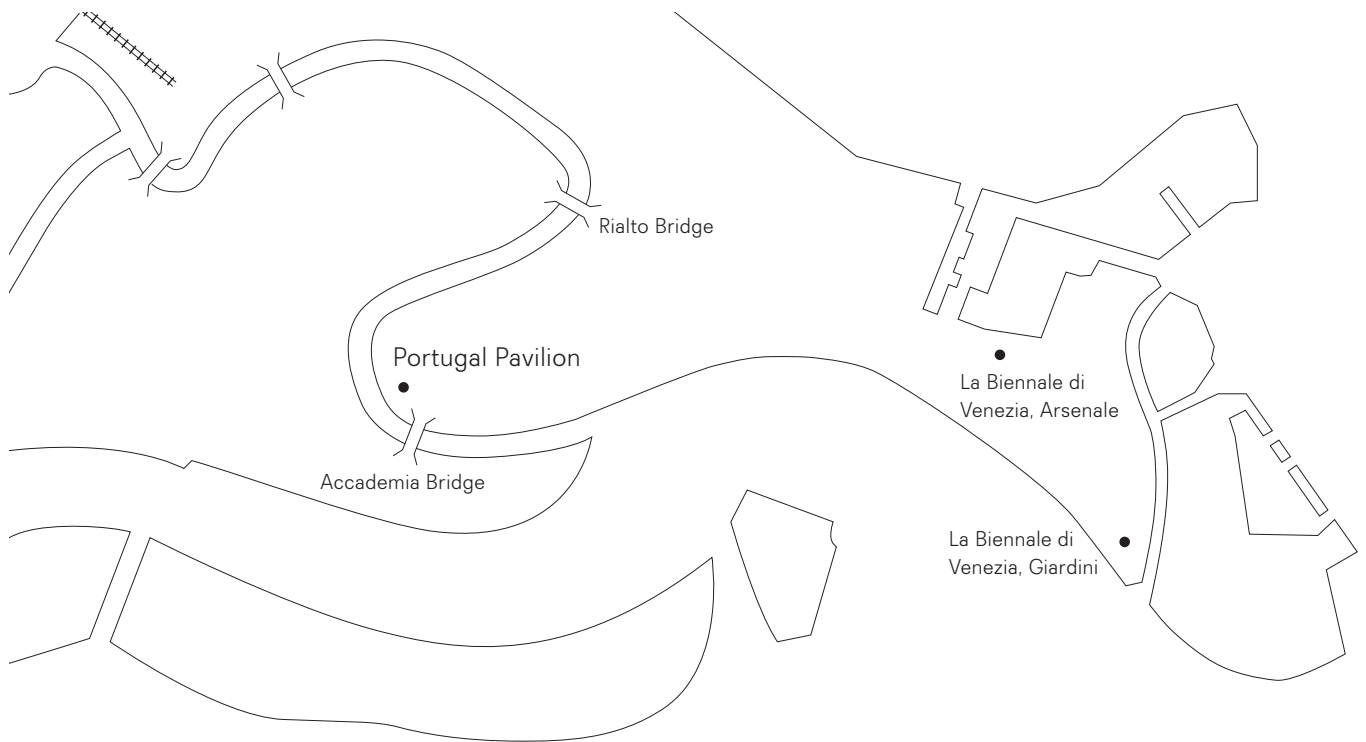 Rialto Bridge
Portugal Pavilion
La Biennale di
Venezia, Arsenale
Accademia Bridge
La Biennale di
Venezia, Giardini